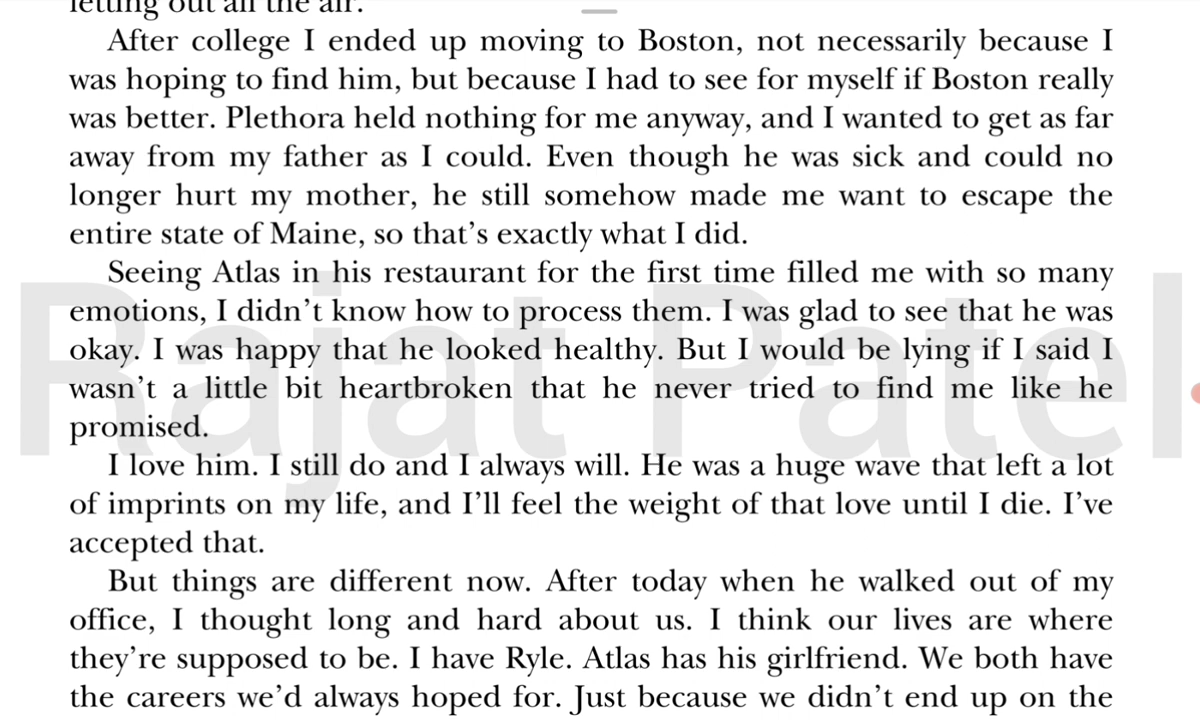 letting out all the air.
After college I ended up moving to Boston, not necessarily because I
was hoping to find him, but because I had to see for myself if Boston really
was better. Plethora held nothing for me anyway, and I wanted to get as far
away from my father as I could. Even though he was sick and could no
longer hurt my mother, he still somehow made me want to escape the
entire state of Maine, so that’s exactly what I did.
Seeing Atlas in his restaurant for the first time filled me with so many
emotions, I didn’t know how to process them. I was glad to see that he was
okay. I was happy that he looked healthy. But I would be lying if I said I
wasn’t a little bit heartbroken that he never tried to find me like he
promised.
I love him. I still do and I always will. He was a huge wave that left a lot
of imprints on my life, and I’ll feel the weight of that love until I die. I’ve
accepted that.
But things are different now. After today when he walked out of my
office, I thought long and hard about us. I think our lives are where
they’re supposed to be. I have Ryle. Atlas has his girlfriend. We both have
the careers we’d always hoped for. Just because we didn’t end up on the
Rajat Patel